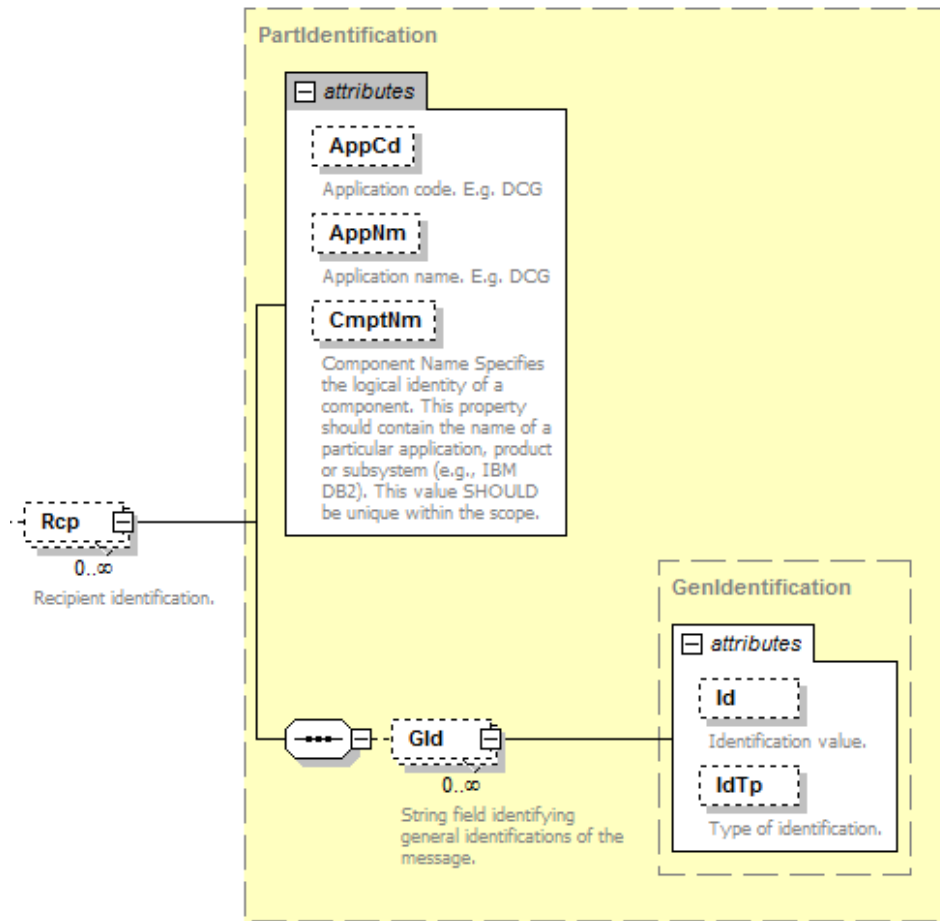 PartIdentification
attributes
AppCd
Application code. E.g. DCG
AppNm
Application name. E.g. DCG
CmptNm
Component Name Specifies
the logical identity of a
component. This property
should contain the name of a
particular application, product
or subsystem (e.g., IBM
DB2). This value SHOULD
be unique within the scope.
Rcp
0..∞
Recipient identification.
GenIdentification
attributes
Id
Identification value.
IdTp
Type of identification.
GId
0..∞
String field identifying
general identifications of the
message.